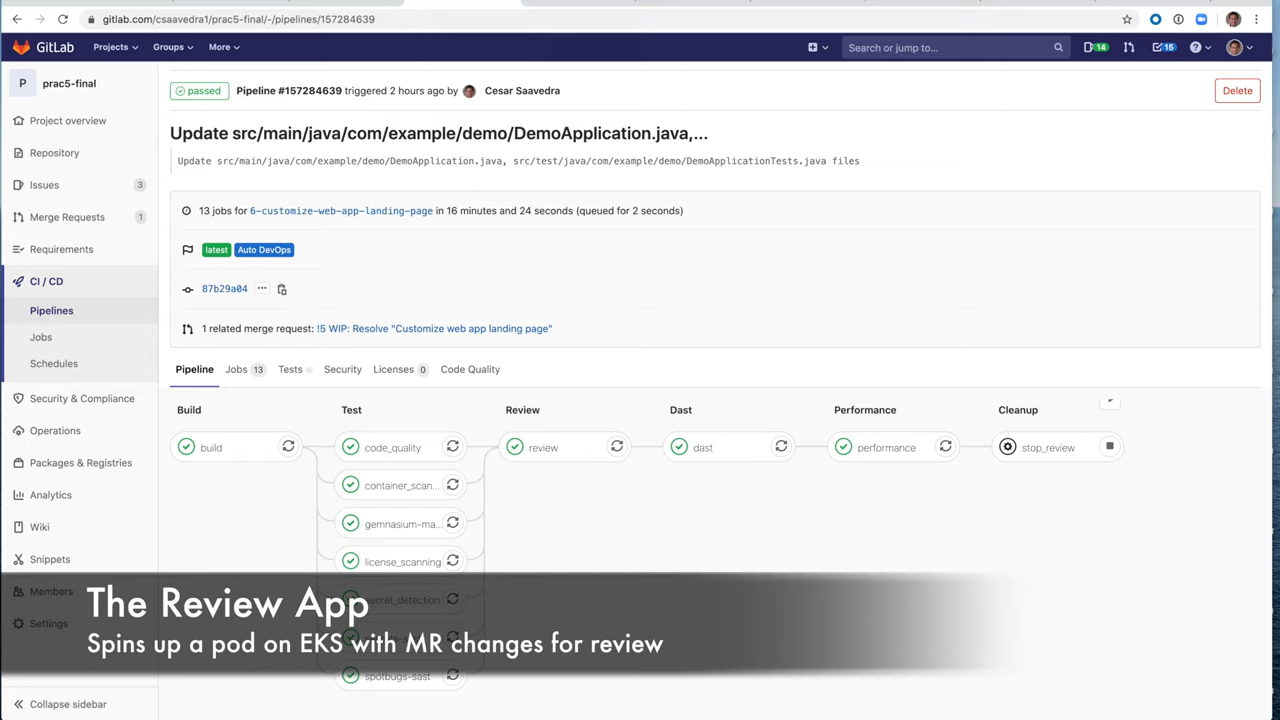 gitlab.com/csaavedra1/prac5-final/-/pipelines/157284639
GitLab
Projects
Groups
More
Search or jump to...
14
15
P
prac5-final
Project overview
Repository
Issues
3
Merge Requests
1
Requirements
CI / CD
Pipelines
Jobs
Schedules
Security & Compliance
Operations
Packages & Registries
Analytics
Wiki
Snippets
Members
Settings
Collapse sidebar
passed Pipeline #157284639 triggered 2 hours ago by Cesar Saavedra
Delete
Update src/main/java/com/example/demo/DemoApplication.java,...
Update src/main/java/com/example/demo/DemoApplication.java, src/test/java/com/example/demo/DemoApplicationTests.java files
13 jobs for 6-customize-web-app-landing-page in 16 minutes and 24 seconds (queued for 2 seconds)
latest Auto DevOps
87b29a04 ...
1 related merge request: !5 WIP: Resolve "Customize web app landing page"
Pipeline Jobs 13 Tests Security Licenses 0 Code Quality
Build Test Review Dast Performance Cleanup
build code_quality review dast performance stop_review
container_scan...
gemnasium-ma...
license_scanning
secret_detection
spotbugs-sast
The Review App
Spins up a pod on EKS with MR changes for review